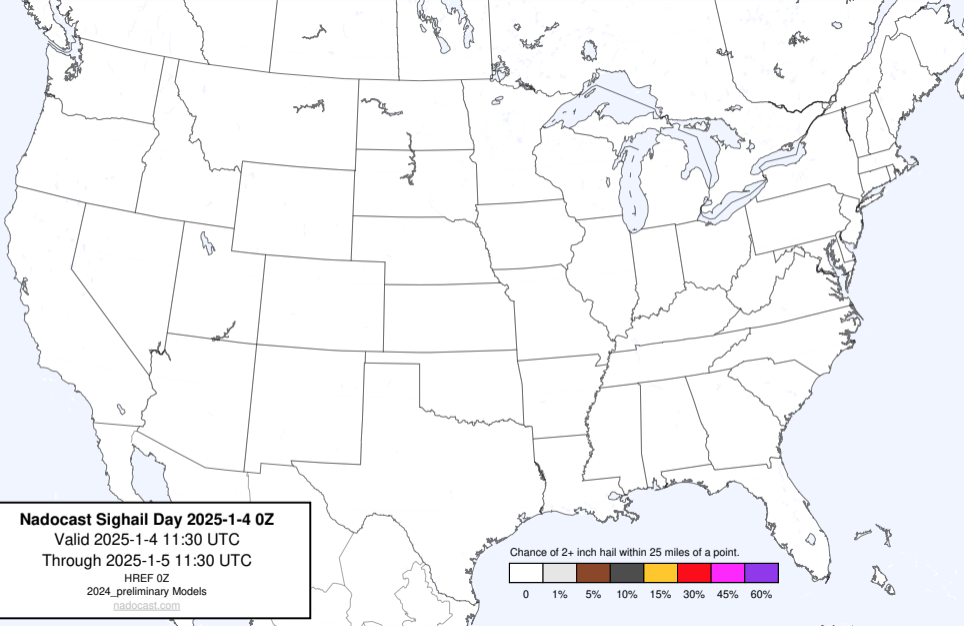 Nadocast Sighail Day 2025-1-4 0Z
Valid 2025-1-4 11:30 UTC
Through 2025-1-5 11:30 UTC
HREF 0Z
2024_preliminary Models
nadocast.com
Chance of 2+ inch hail within 25 miles of a point.
0 1% 5% 10% 15% 30% 45% 60%